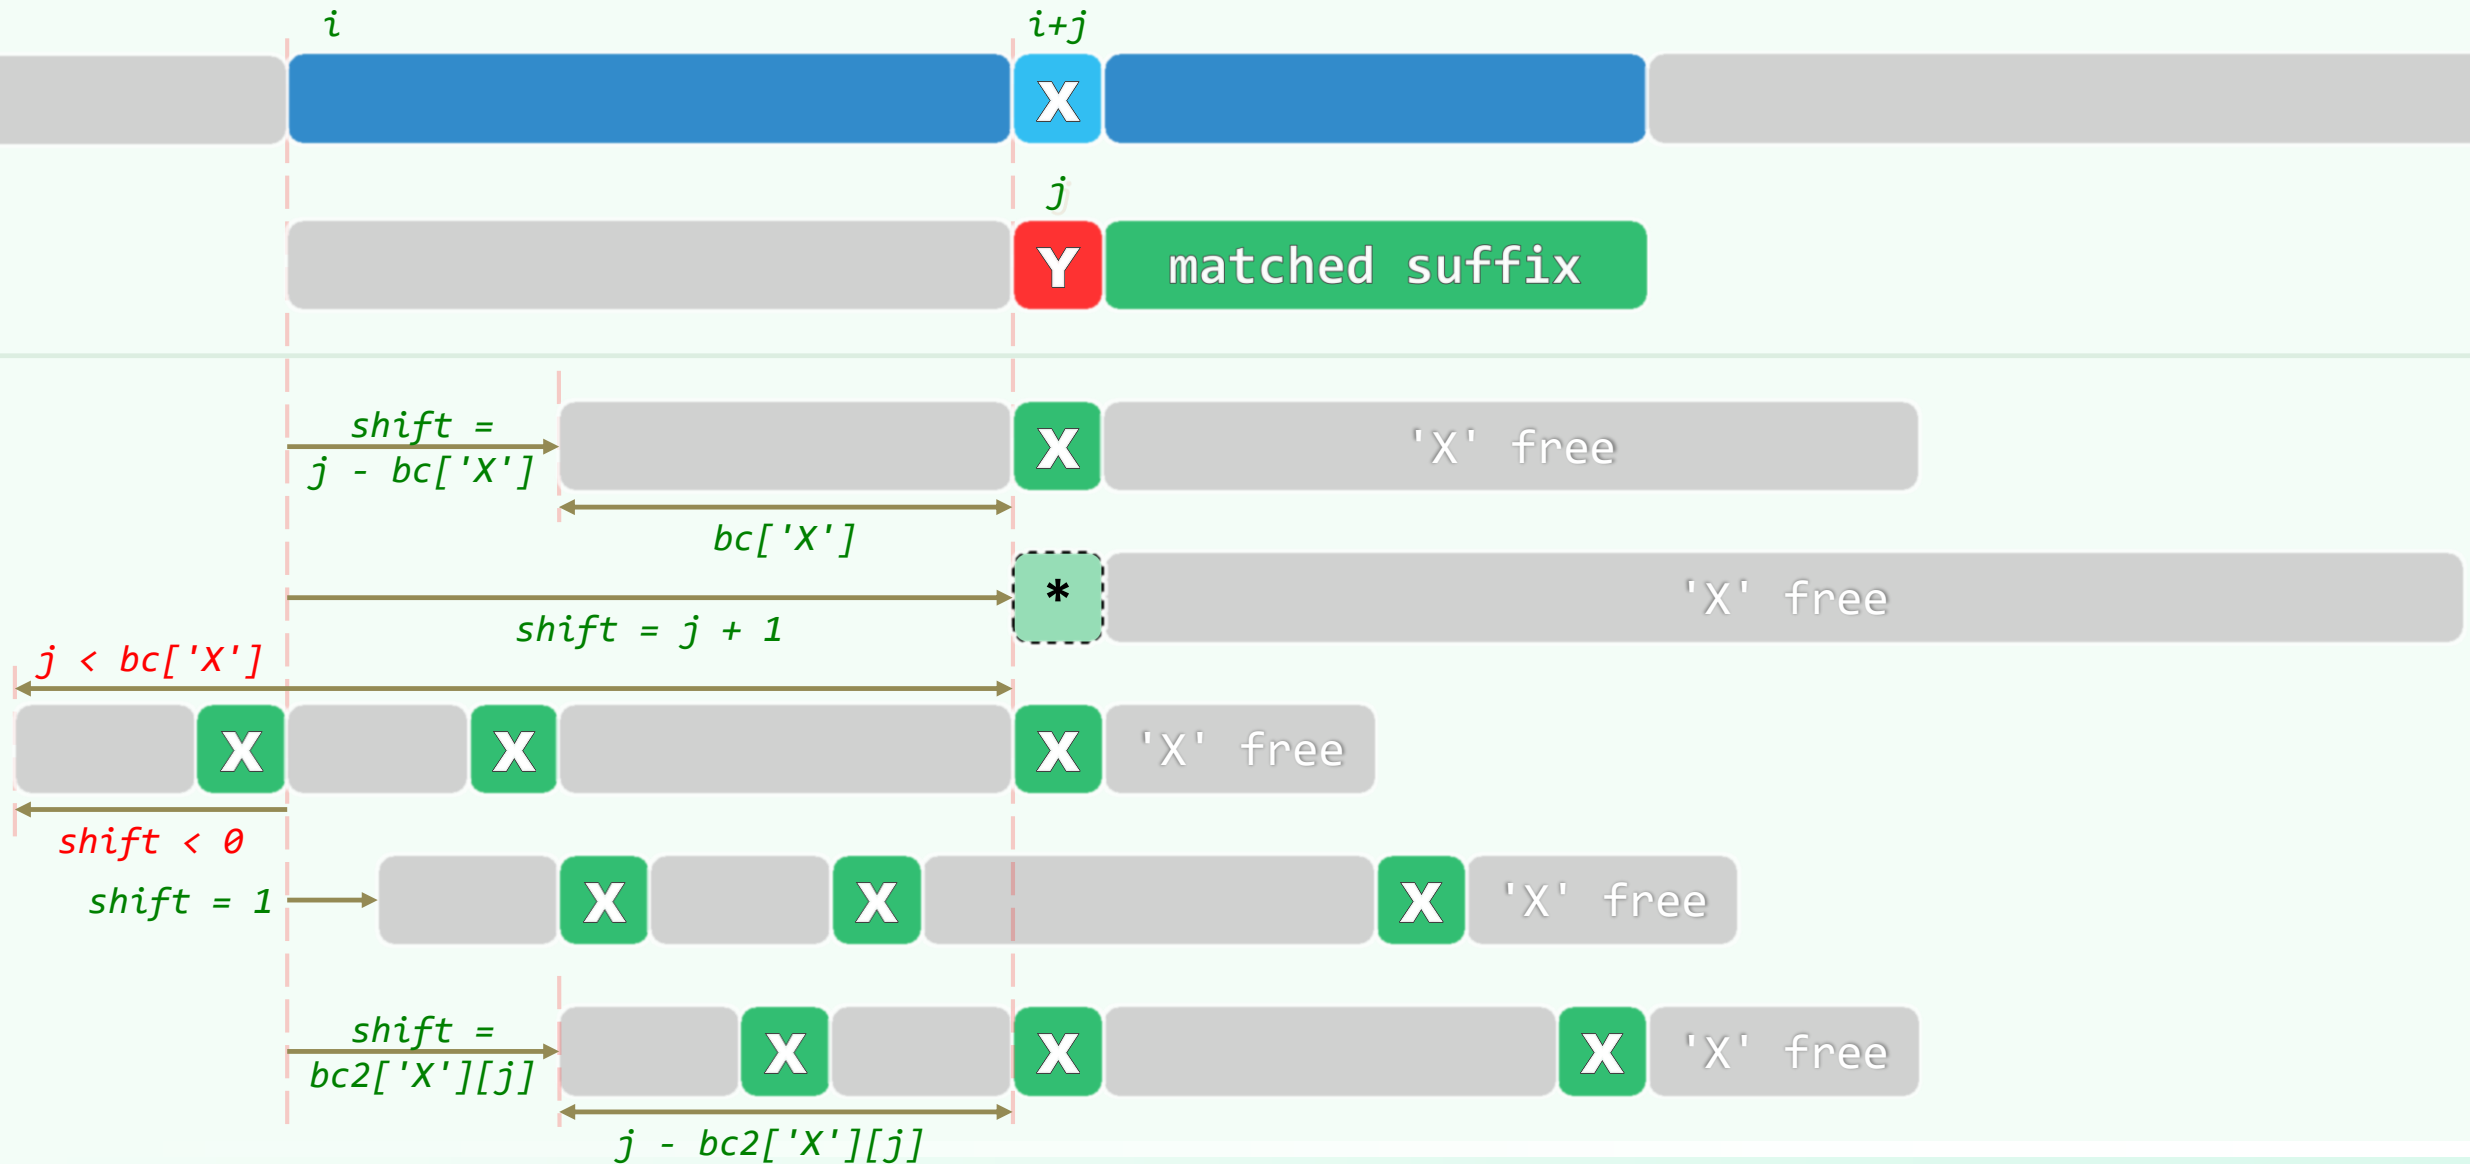 i
i+j
X
j
Y
matched suffix
shift =
j - bc['X']
X
'X' free
bc['X']
*
'X' free
shift = j + 1
j < bc['X']
X
X
X
'X' free
shift < 0
shift = 1
X
X
X
'X' free
shift =
bc2['X'][j]
X
X
X
'X' free
j - bc2['X'][j]